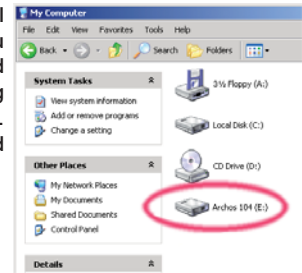 My Computer
File Edit View Favorites Tools Help
Back Search Folders
System Tasks
View system information
Add or remove programs
Change a setting
Other Places
My Network Places
My Documents
Shared Documents
Control Panel
Details
3½ Floppy (A:)
Local Disk (C:)
CD Drive (D:)
Archos 104 (E:)